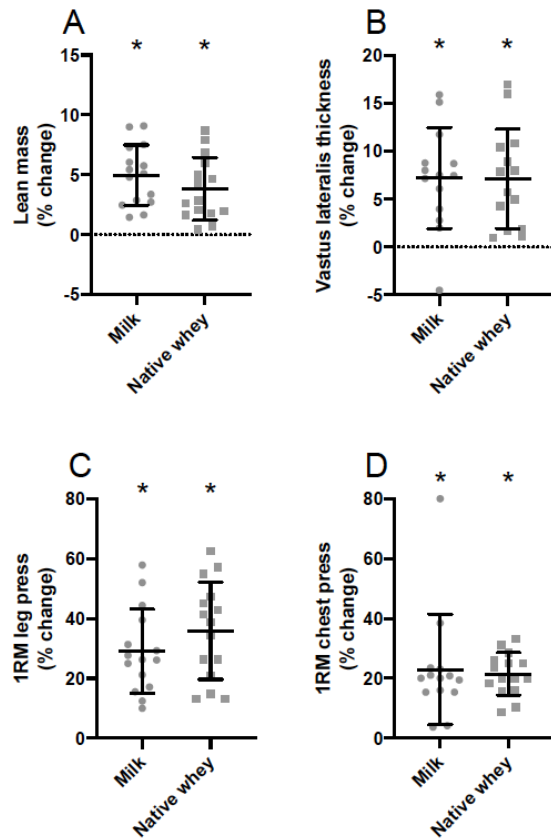 A
* *
Lean mass
(% change)
15
10
5
0
-5
Milk
Native whey
B
* *
Vastus lateralis thickness
(% change)
20
15
10
5
0
-5
Milk
Native whey
C
* *
1RM leg press
(% change)
80
60
40
20
0
Milk
Native whey
D
* *
1RM chest press
(% change)
80
60
40
20
0
Milk
Native whey